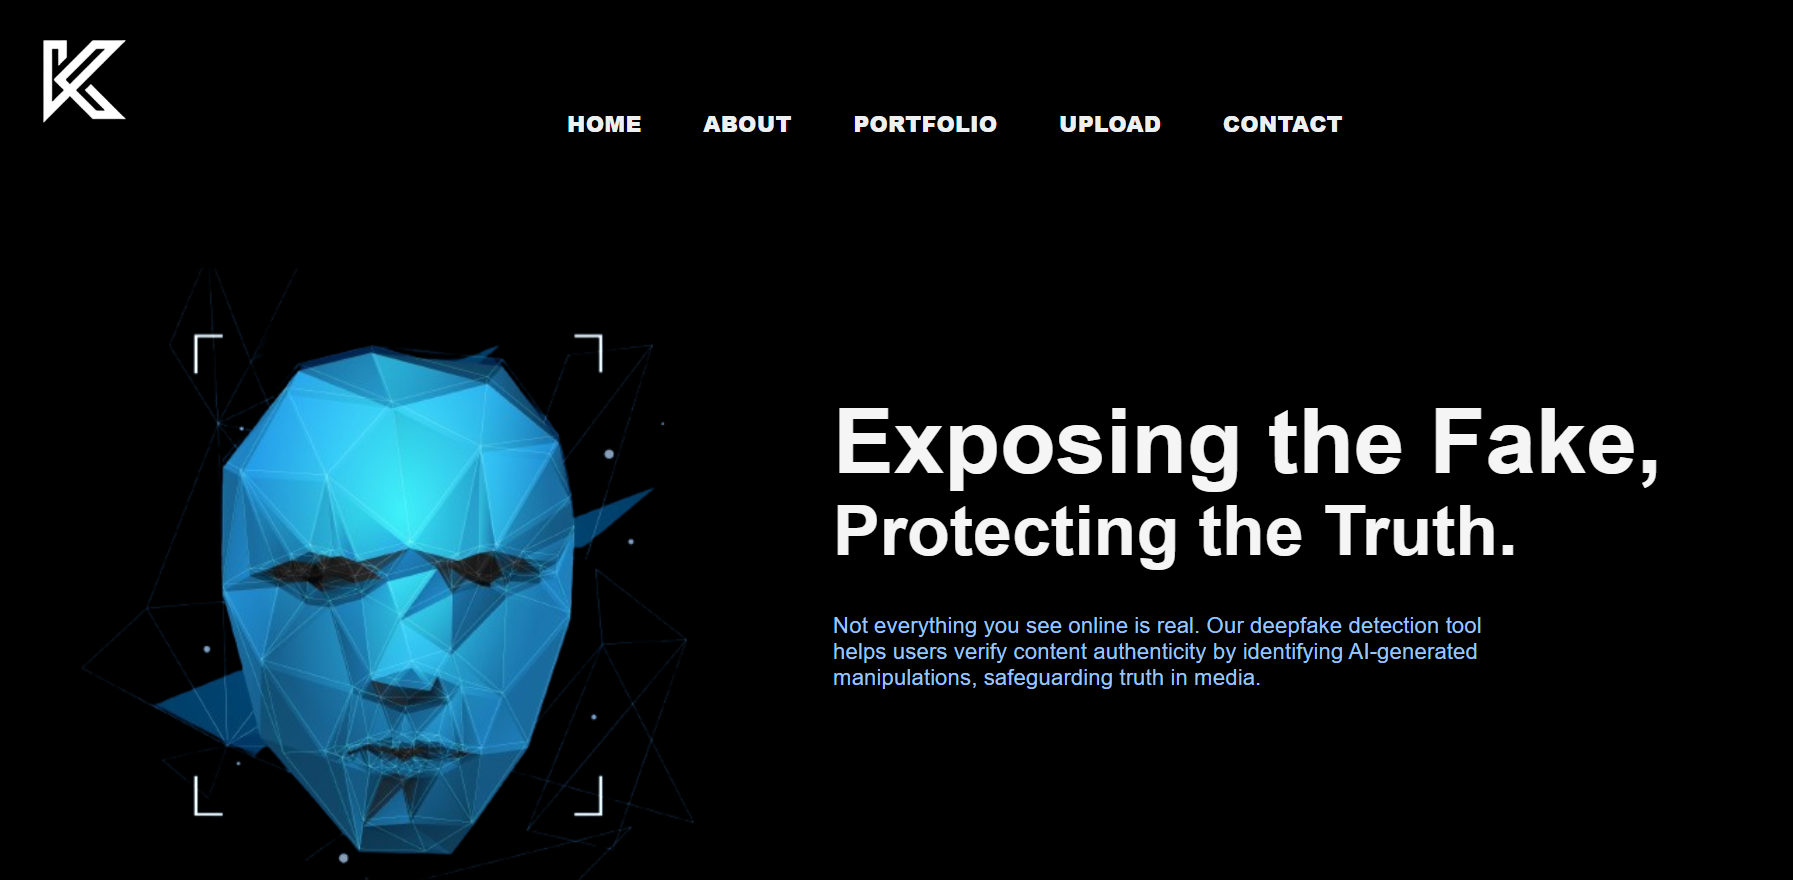 K
HOME ABOUT PORTFOLIO UPLOAD CONTACT
Exposing the Fake,
Protecting the Truth.
Not everything you see online is real. Our deepfake detection tool
helps users verify content authenticity by identifying AI-generated
manipulations, safeguarding truth in media.